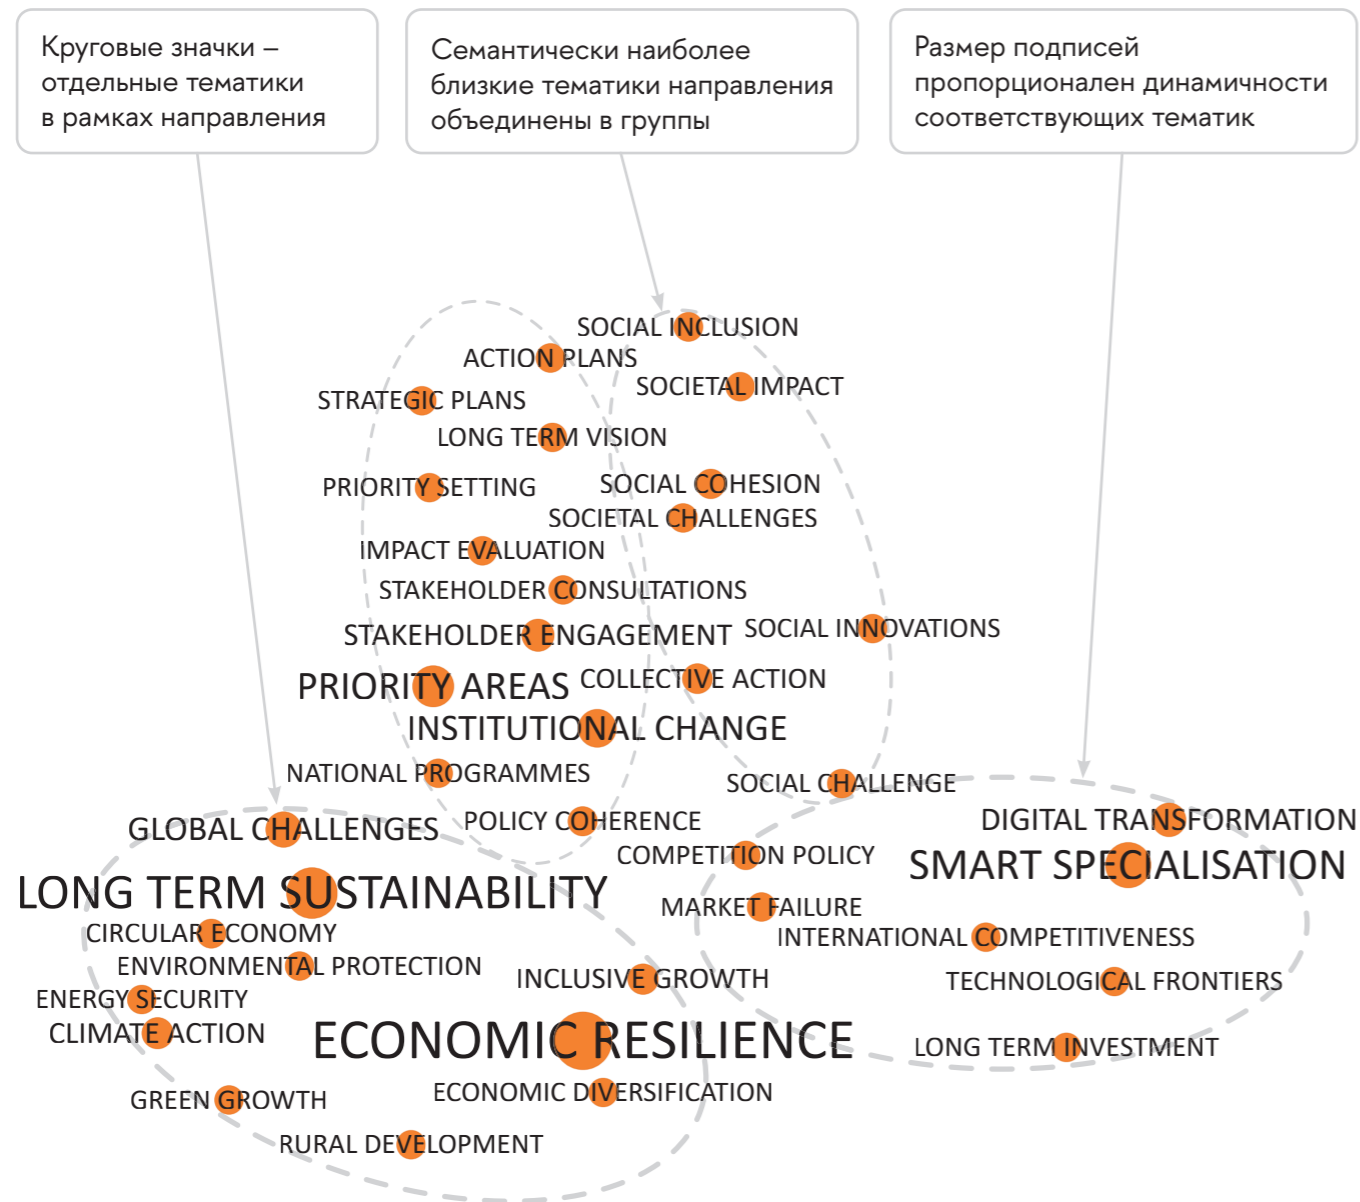 Круговые значки –
отдельные тематики
в рамках направления
Семантически наиболее
близкие тематики направления
объединены в группы
Размер подписей
пропорционален динамичности
соответствующих тематик
SOCIAL INCLUSION
ACTION PLANS
SOCIETAL IMPACT
STRATEGIC PLANS
LONG TERM VISION
PRIORITY SETTING
SOCIAL COHESION
SOCIETAL CHALLENGES
IMPACT EVALUATION
STAKEHOLDER CONSULTATIONS
STAKEHOLDER ENGAGEMENT
SOCIAL INNOVATIONS
PRIORITY AREAS
COLLECTIVE ACTION
INSTITUTIONAL CHANGE
NATIONAL PROGRAMMES
SOCIAL CHALLENGE
GLOBAL CHALLENGES
POLICY COHERENCE
DIGITAL TRANSFORMATION
COMPETITION POLICY
SMART SPECIALISATION
LONG TERM SUSTAINABILITY
MARKET FAILURE
CIRCULAR ECONOMY
INTERNATIONAL COMPETITIVENESS
ENVIRONMENTAL PROTECTION
INCLUSIVE GROWTH
TECHNOLOGICAL FRONTIERS
ENERGY SECURITY
CLIMATE ACTION
ECONOMIC RESILIENCE
LONG TERM INVESTMENT
GREEN GROWTH
ECONOMIC DIVERSIFICATION
RURAL DEVELOPMENT